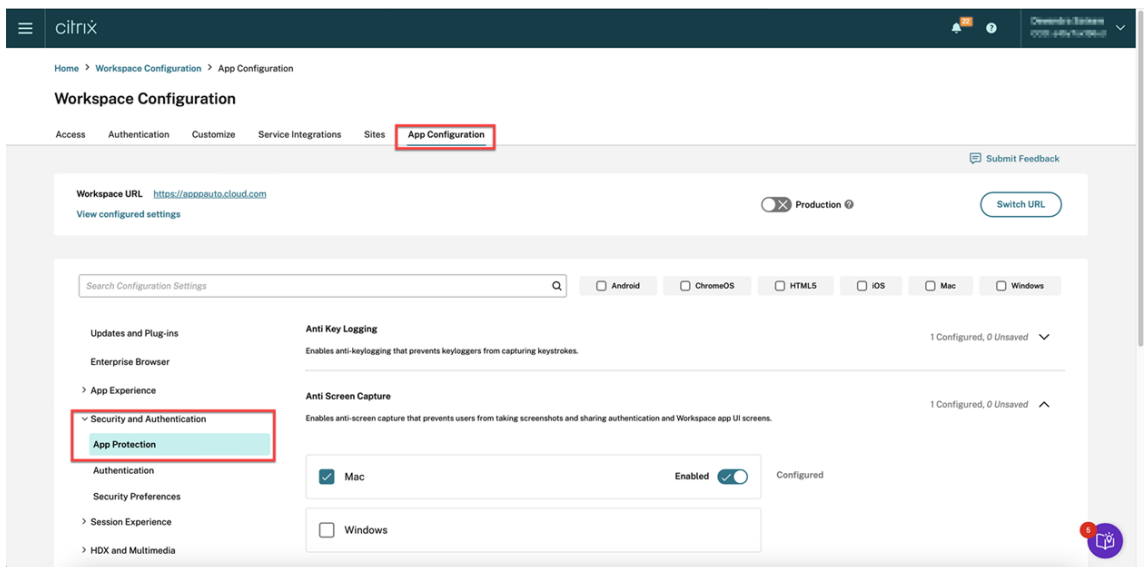 citrix
22
Home > Workspace Configuration > App Configuration
Workspace Configuration
Access Authentication Customize Service Integrations Sites App Configuration
Submit Feedback
Workspace URL https://apppauto.cloud.com
View configured settings
Production
Switch URL
Search Configuration Settings
Android ChromeOS HTML5 iOS Mac Windows
Updates and Plug-ins
Enterprise Browser
App Experience
Security and Authentication
App Protection
Authentication
Security Preferences
Session Experience
HDX and Multimedia
Anti Key Logging
1 Configured, 0 Unsaved
Enables anti-keylogging that prevents keyloggers from capturing keystrokes.
Anti Screen Capture
1 Configured, 0 Unsaved
Enables anti-screen capture that prevents users from taking screenshots and sharing authentication and Workspace app UI screens.
Mac Enabled Configured
Windows
5